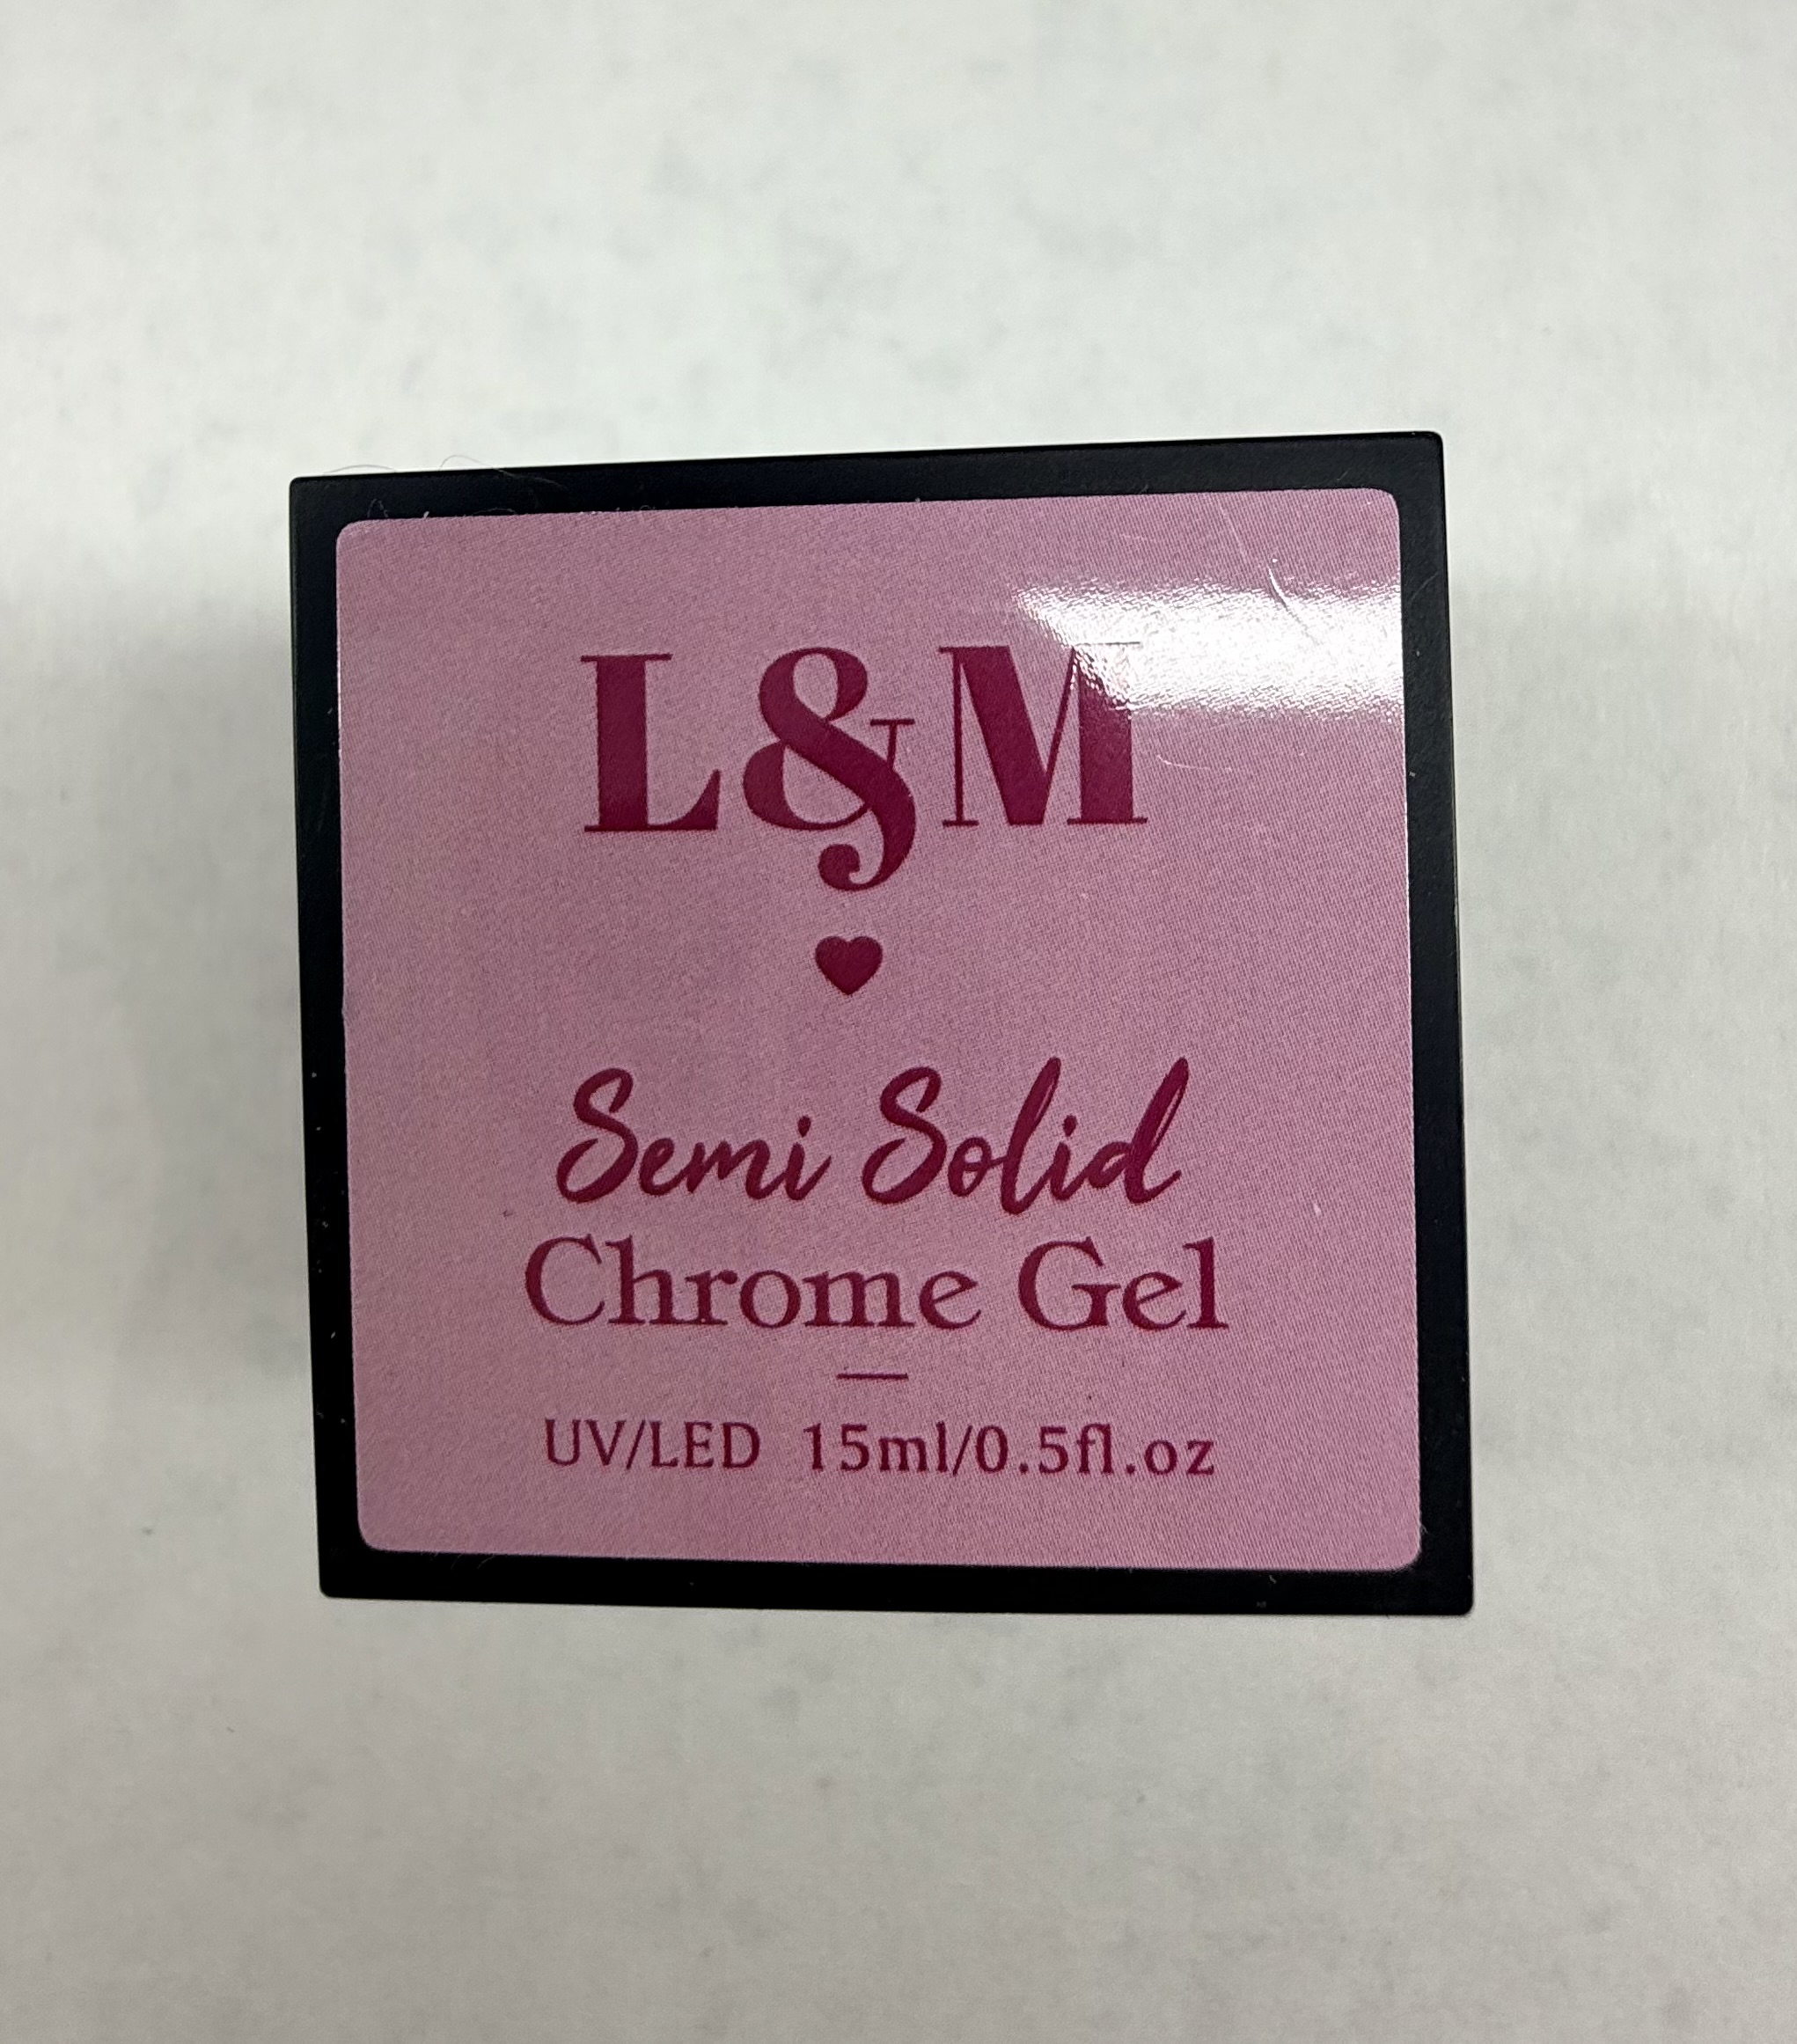 L&M
Semi Solid
Chrome Gel
UV/LED 15ml/0.5fl.oz